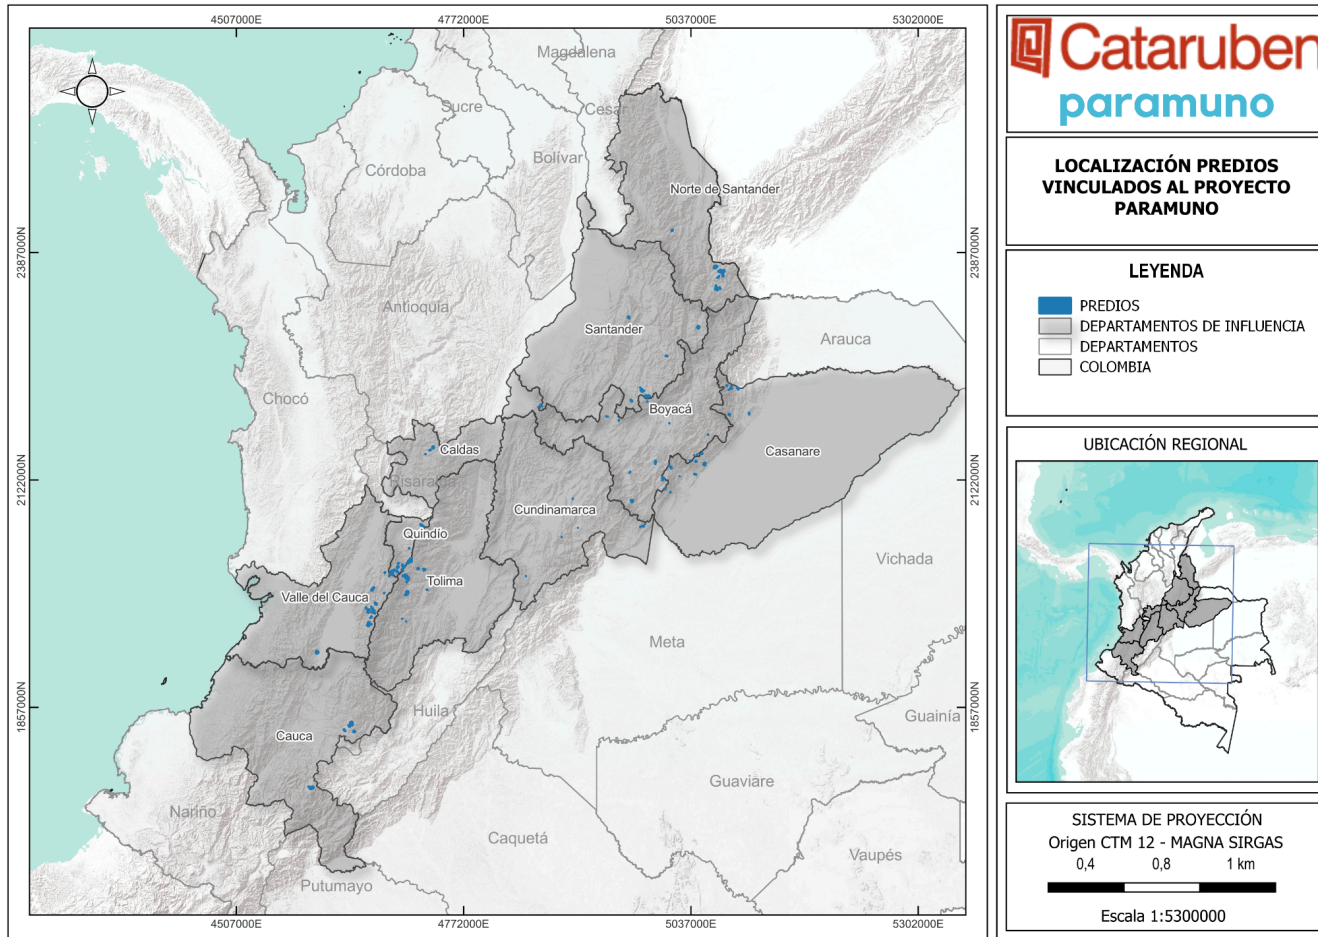 4507000E
4772000E
5037000E
5302000E
Magdalena
Sucre
Cesar
Córdoba
Bolívar
Norte de Santander
2387000N
2387000N
Antioquia
Santander
Arauca
Chocó
Boyacá
Caldas
Casanare
Risaralda
2122000N
2122000N
Cundinamarca
Quindío
Vichada
Tolima
Valle del Cauca
Meta
1857000N
1857000N
Huila
Guainía
Cauca
Guaviare
Nariño
Caquetá
Vaupés
Putumayo
4507000E
4772000E
5037000E
5302000E
Cataruben
paramuno
LOCALIZACIÓN PREDIOS
VINCULADOS AL PROYECTO
PARAMUNO
LEYENDA
PREDIOS
DEPARTAMENTOS DE INFLUENCIA
DEPARTAMENTOS
COLOMBIA
UBICACIÓN REGIONAL
SISTEMA DE PROYECCIÓN
Origen CTM 12 - MAGNA SIRGAS
0,4 0,8 1 km
Escala 1:5300000